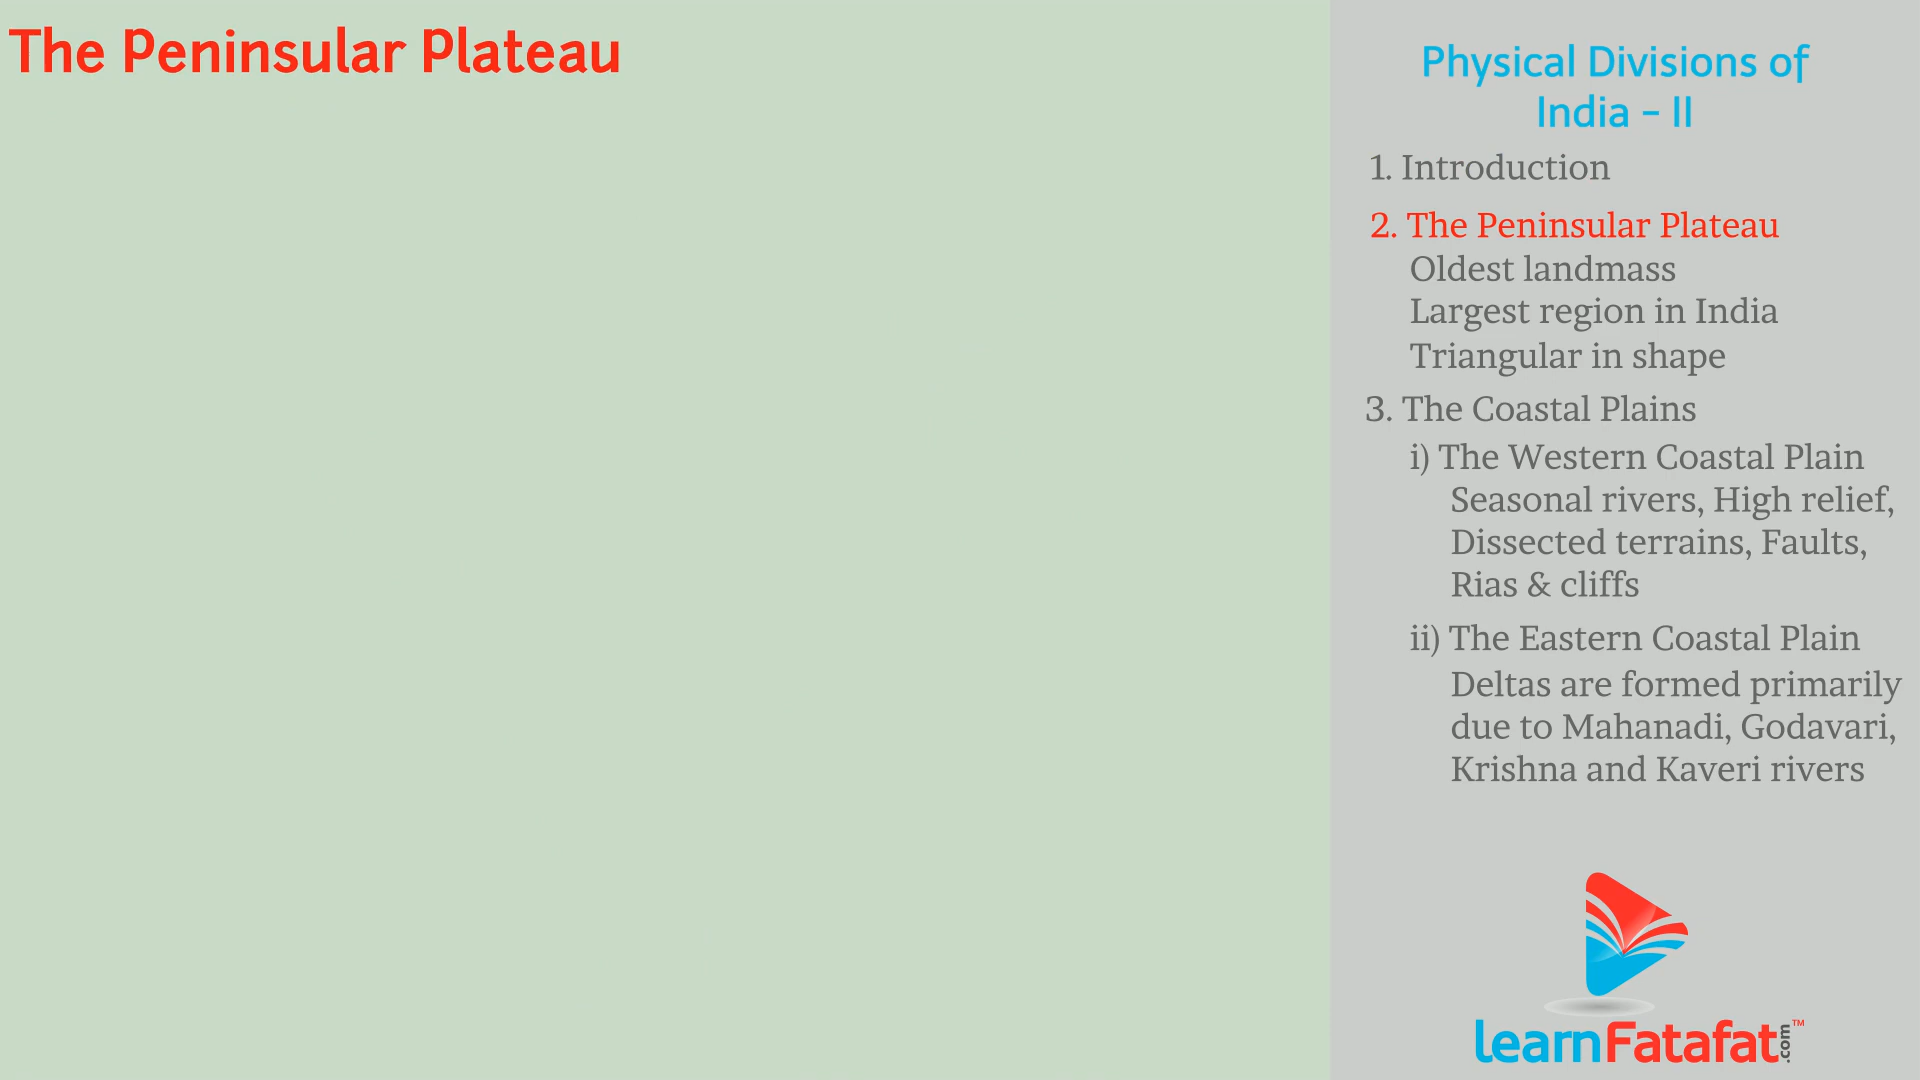 The Peninsular Plateau
Physical Divisions of
India - II
1. Introduction
2. The Peninsular Plateau
Oldest landmass
Largest region in India
Triangular in shape
3. The Coastal Plains
i) The Western Coastal Plain
Seasonal rivers, High relief,
Dissected terrains, Faults,
Rias & cliffs
ii) The Eastern Coastal Plain
Deltas are formed primarily
due to Mahanadi, Godavari,
Krishna and Kaveri rivers
learnFatafat.com™